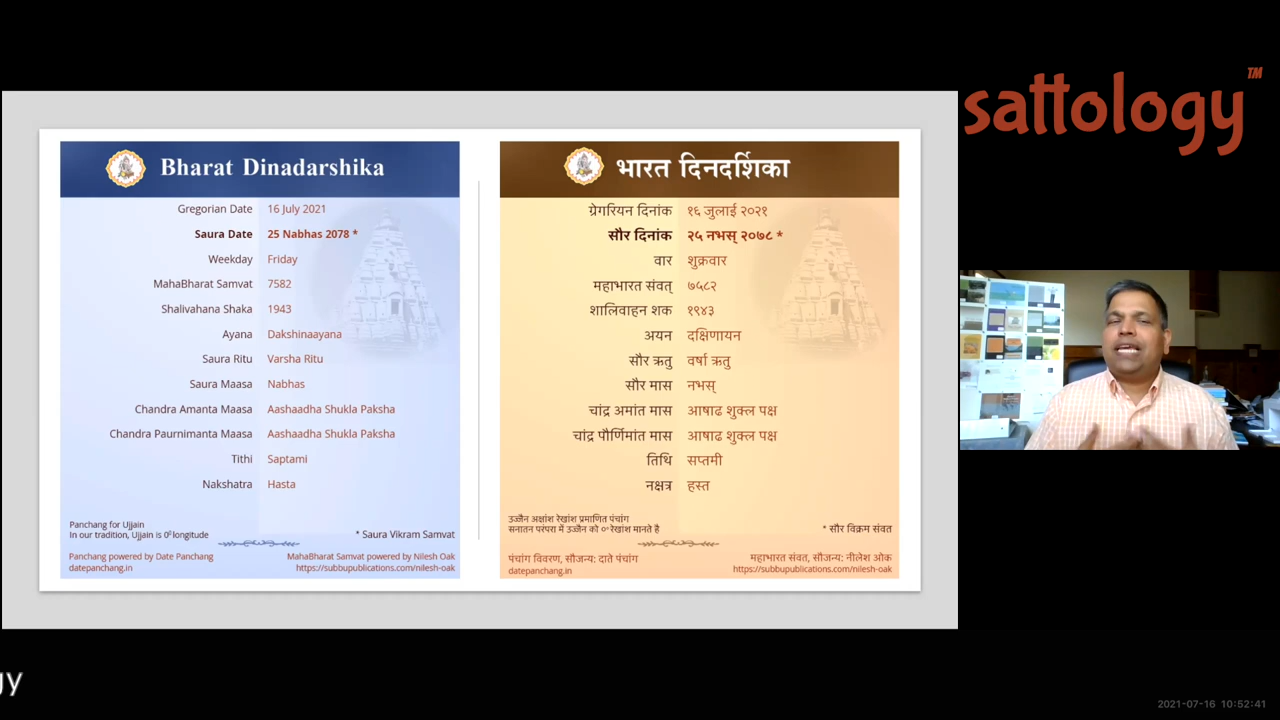 sattology™
Bharat Dinadarshika
Gregorian Date 16 July 2021
Saura Date 25 Nabhas 2078 *
Weekday Friday
MahaBharat Samvat 7582
Shalivahana Shaka 1943
Ayana Dakshinaayana
Saura Ritu Varsha Ritu
Saura Maasa Nabhas
Chandra Amanta Maasa Aashaadha Shukla Paksha
Chandra Paurnimanta Maasa Aashaadha Shukla Paksha
Tithi Saptami
Nakshatra Hasta
Panchang for Ujjain
In our tradition, Ujjain is 0⁰ longitude
* Saura Vikram Samvat
Panchang powered by Date Panchang
datepanchang.in
MahaBharat Samvat powered by Nilesh Oak
https://subbupublications.com/nilesh-oak
भारत दिनदर्शिका
ग्रेगरियन दिनांक १६ जुलाई २०२१
सौर दिनांक २५ नभस् २०७८ *
वार शुक्रवार
महाभारत संवत् ७५८२
शालिवाहन शक १९४३
अयन दक्षिणायन
सौर ऋतु वर्षा ऋतु
सौर मास नभस्
चांद्र अमांत मास आषाढ शुक्ल पक्ष
चांद्र पौर्णिमांत मास आषाढ शुक्ल पक्ष
तिथि सप्तमी
नक्षत्र हस्त
उज्जैन अक्षांश रेखांश प्रमाणित पंचांग
सनातन परंपरा में उज्जैन को ०⁰ रेखांश मानते है
* सौर विक्रम संवत
पंचांग विवरण, सौजन्य: दाते पंचांग
datepanchang.in
महाभारत संवत, सौजन्य: नीलेश ओक
https://subbupublications.com/nilesh-oak
gy
2021-07-16 10:52:41